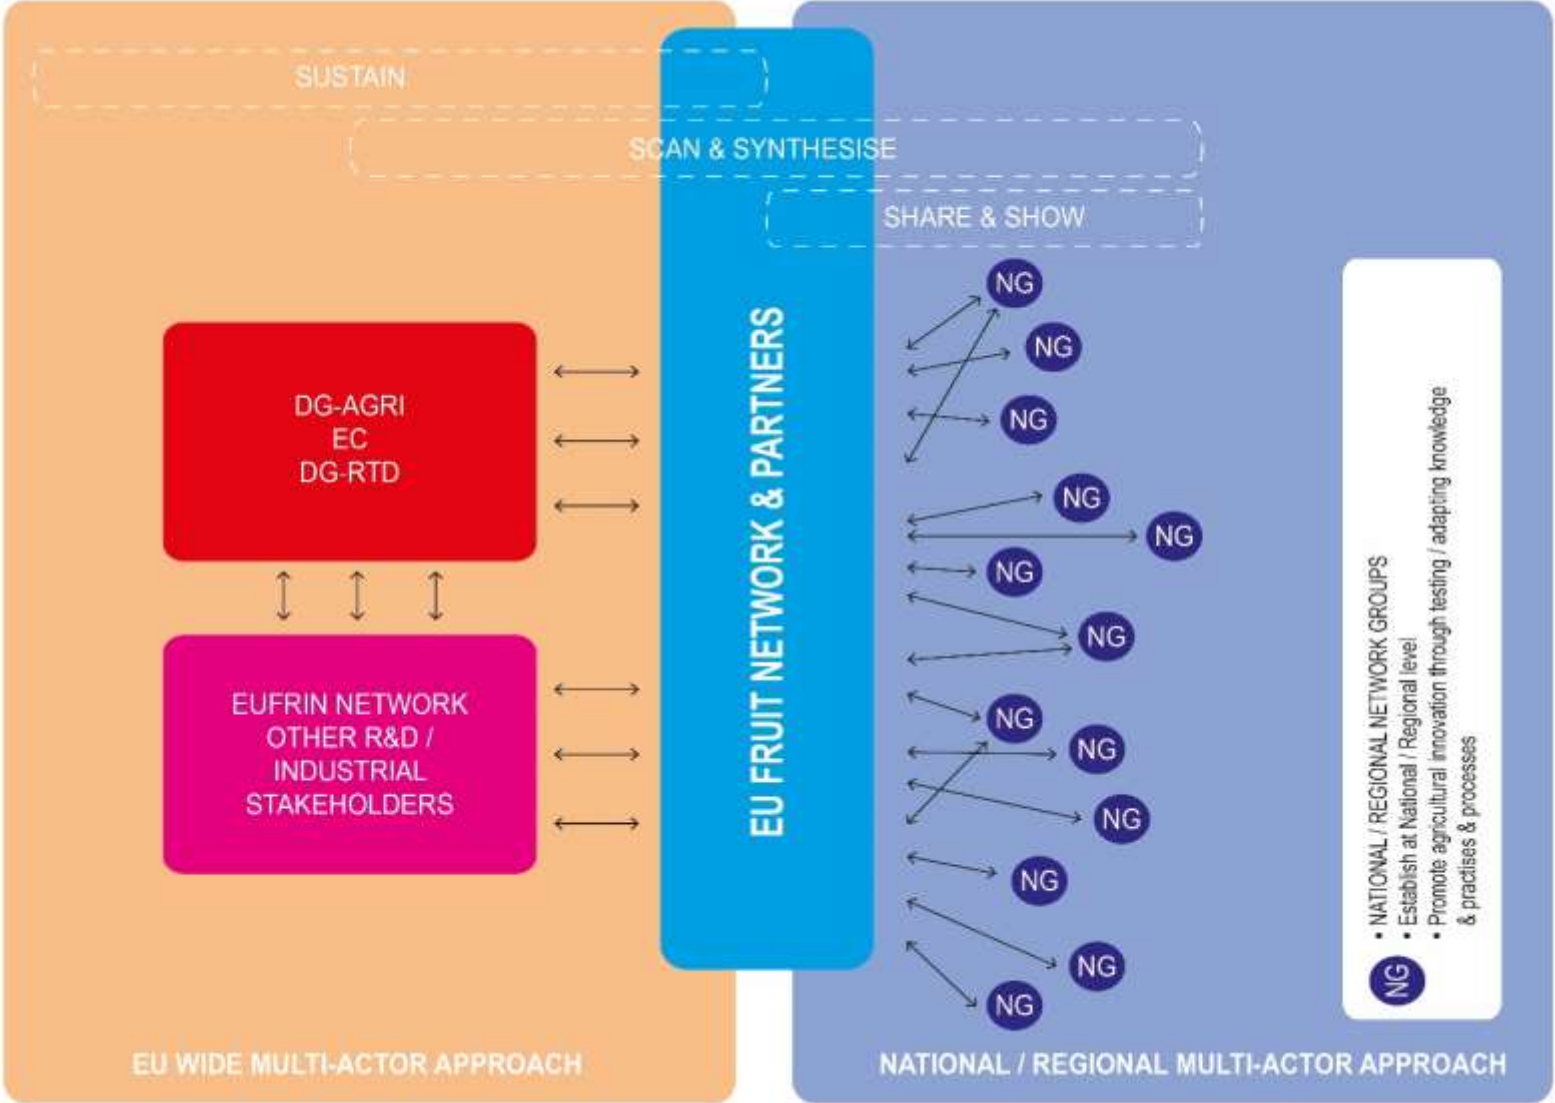 SUSTAIN
SCAN & SYNTHESISE
SHARE & SHOW
DG-AGRI
EC
DG-RTD
EUFRIN NETWORK
OTHER R&D /
INDUSTRIAL
STAKEHOLDERS
EU FRUIT NETWORK & PARTNERS
NG
NG
NG
NG
NG
NG
NG
NG
NG
NG
NG
NG
NG
NG
• NATIONAL / REGIONAL NETWORK GROUPS
• Establish at National / Regional level
• Promote agricultural innovation through testing / adapting knowledge
& practises & processes
EU WIDE MULTI-ACTOR APPROACH
NATIONAL / REGIONAL MULTI-ACTOR APPROACH